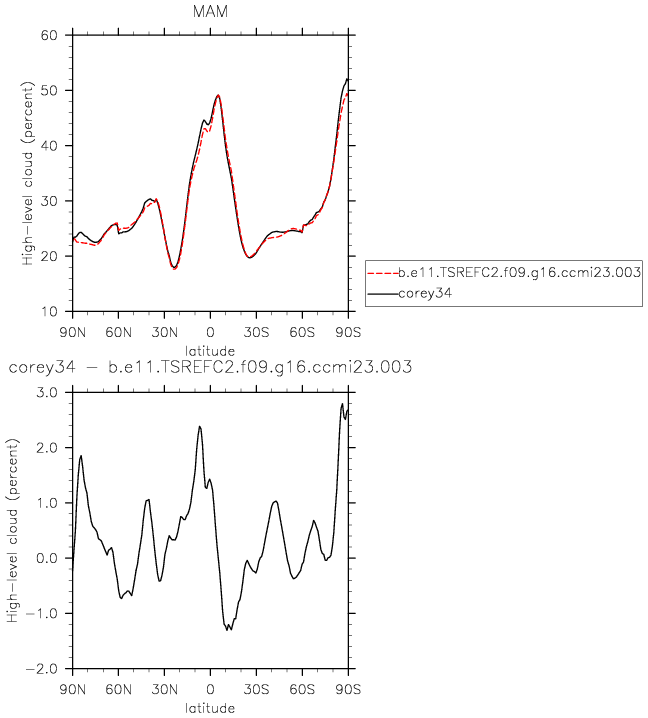 MAM
60
50
40
30
20
10
High-level cloud (percent)
90N 60N 30N 0 30S 60S 90S
latitude
b.e11.TSREFC2.f09.g16.ccmi23.003
corey34
corey34 - b.e11.TSREFC2.f09.g16.ccmi23.003
3.0
2.0
1.0
0.0
-1.0
-2.0
High-level cloud (percent)
90N 60N 30N 0 30S 60S 90S
latitude